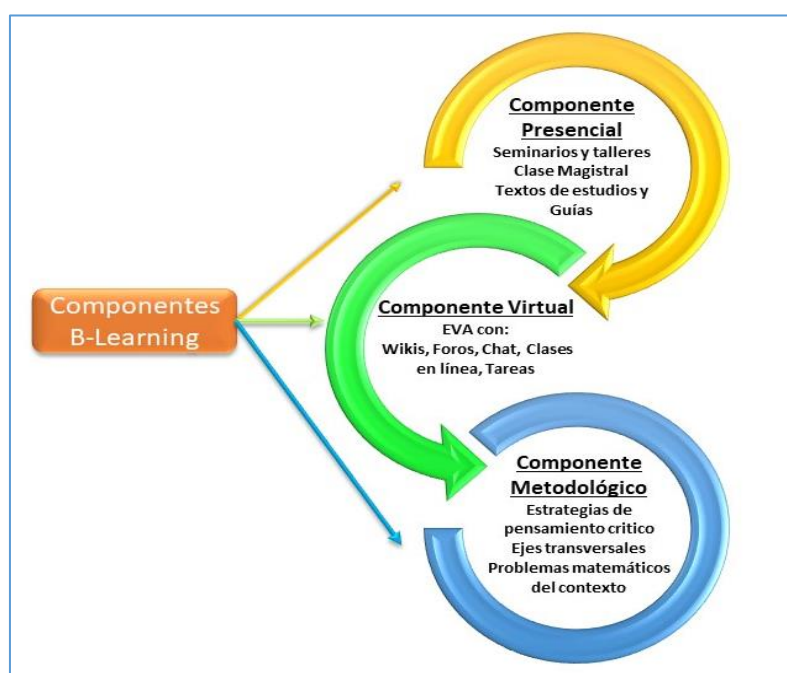 Componentes
B-Learning
Componente
Presencial
Seminarios y talleres
Clase Magistral
Textos de estudios y
Guías
Componente Virtual
EVA con:
Wikis, Foros, Chat, Clases
en línea, Tareas
Componente
Metodológico
Estrategias de
pensamiento critico
Ejes transversales
Problemas matemáticos
del contexto